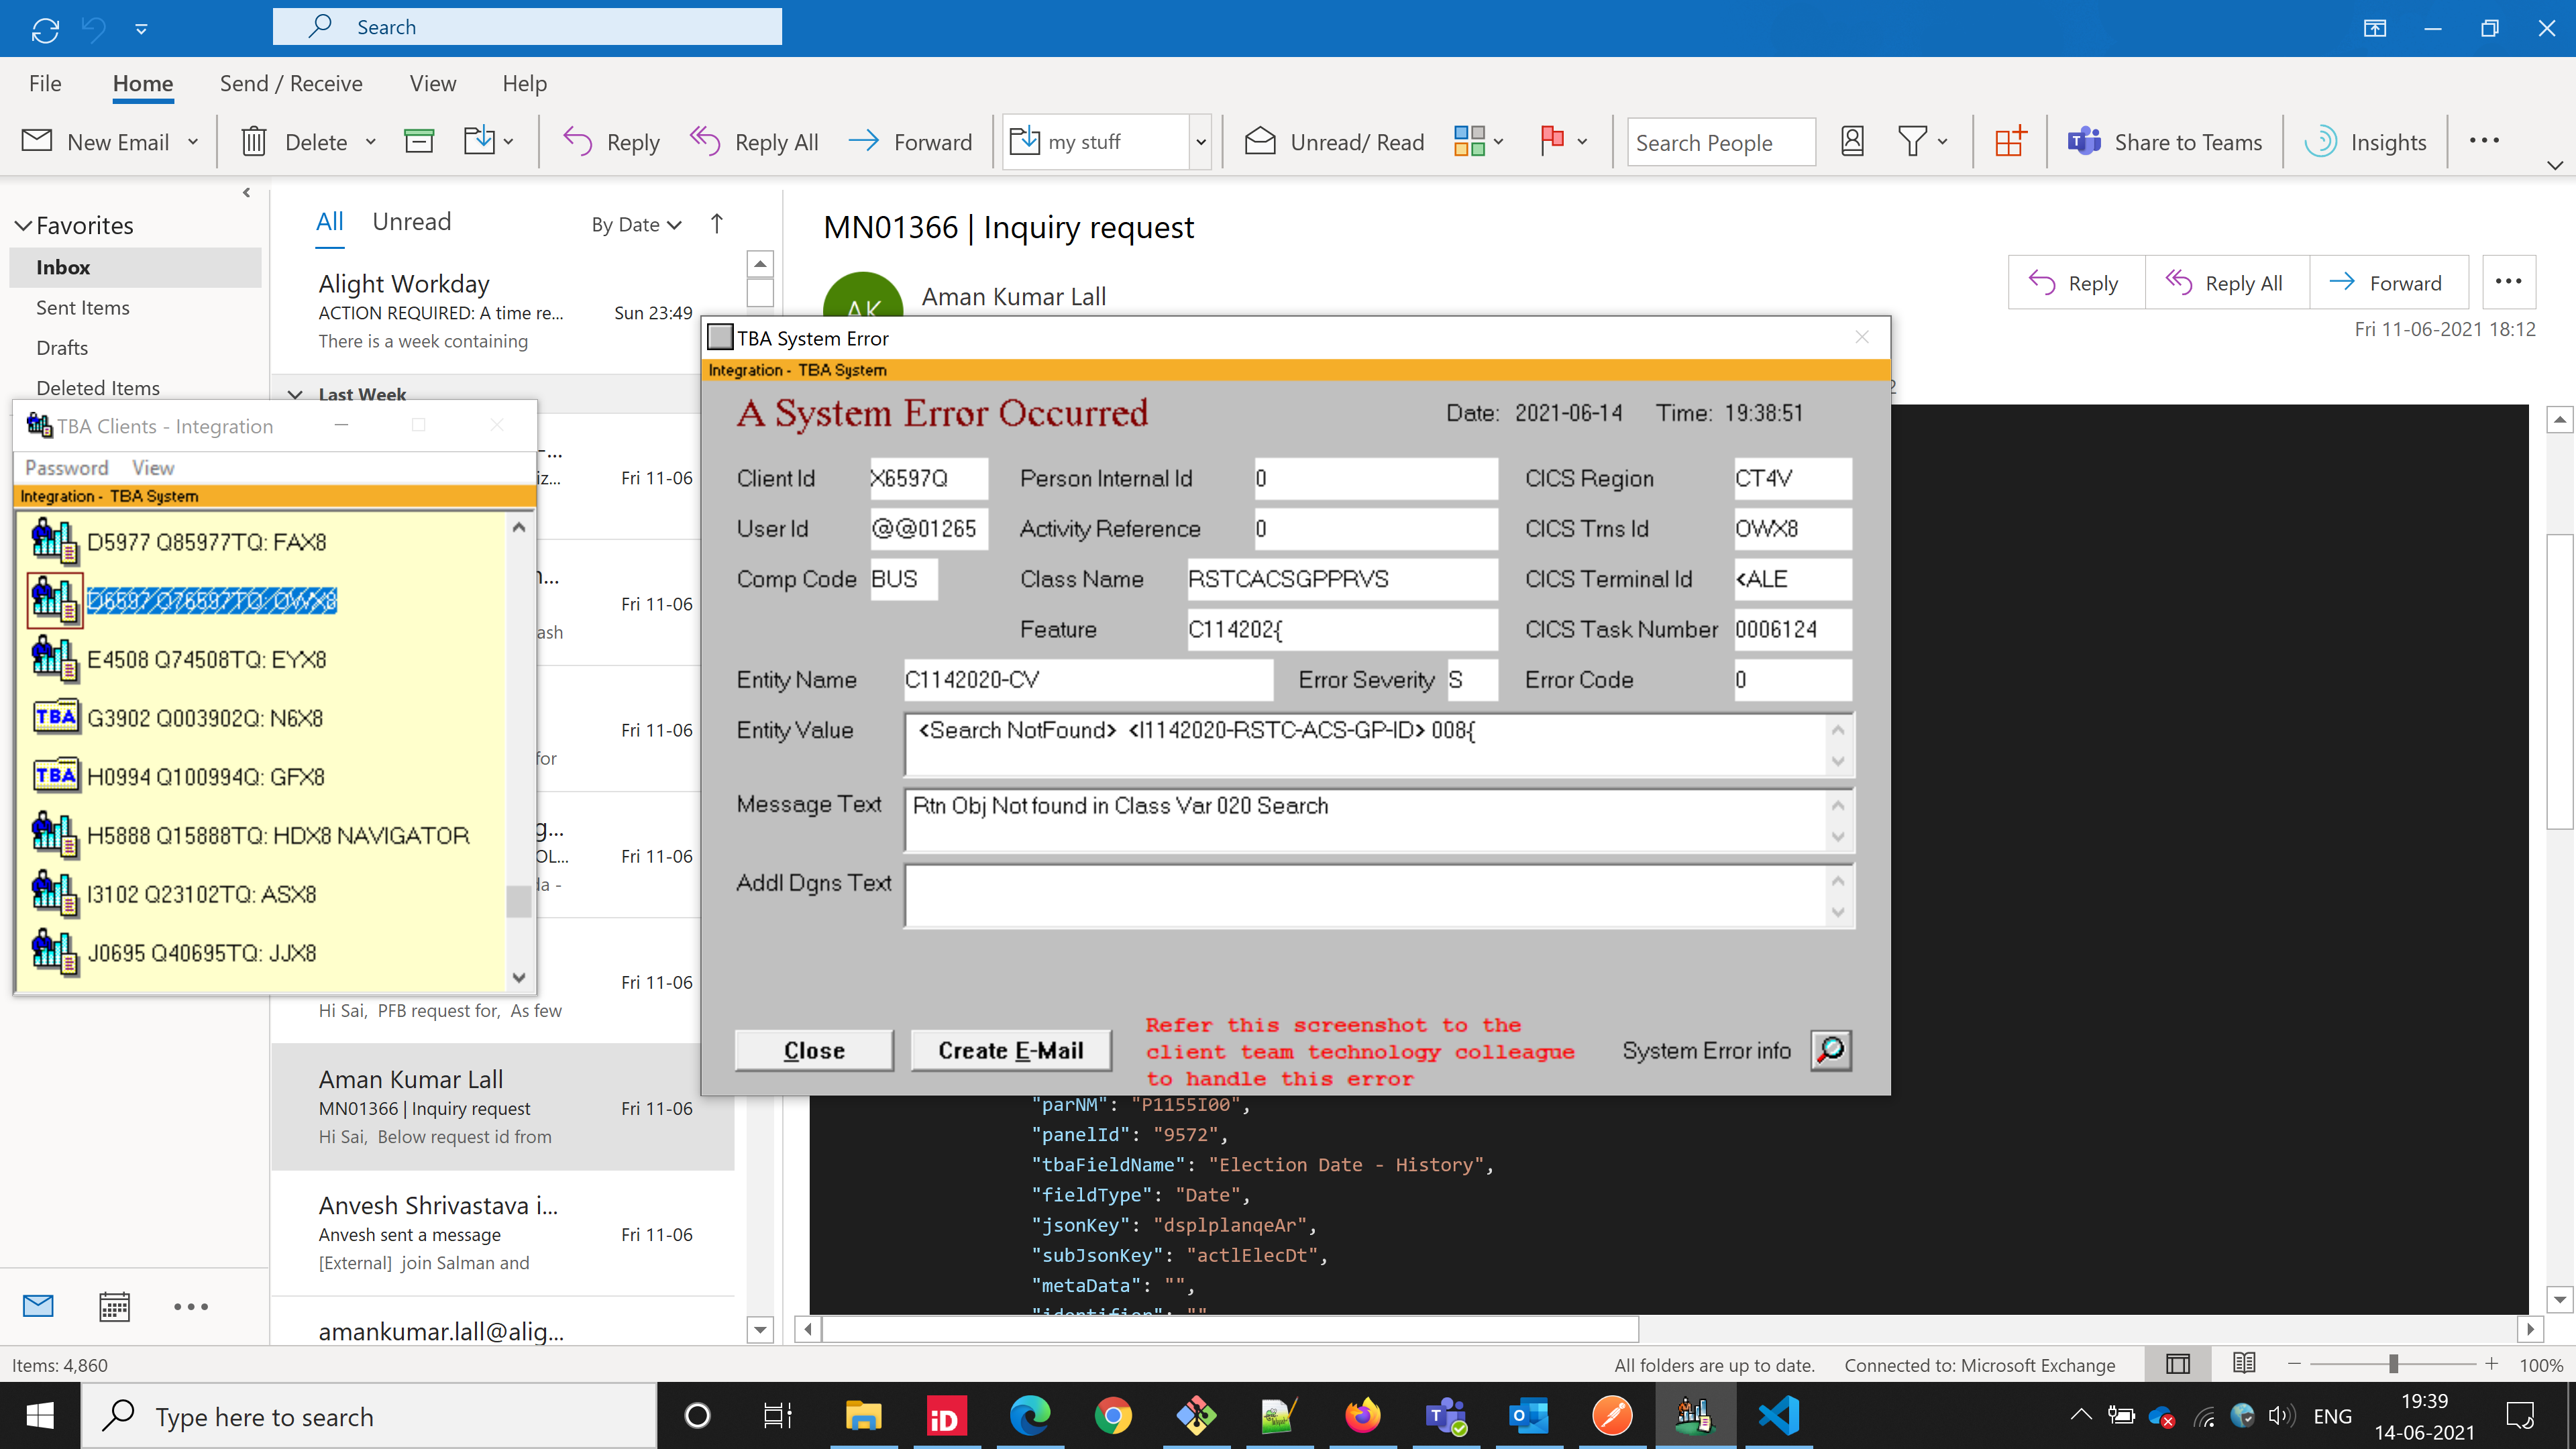 Search
File Home Send / Receive View Help
New Email Delete Reply Reply All Forward my stuff Unread/ Read Search People Share to Teams Insights
Favorites
Inbox
Sent Items
Drafts
Deleted Items
All Unread By Date
Alight Workday
ACTION REQUIRED: A time re... Sun 23:49
There is a week containing
Last Week
-...
iz... Fri 11-06
...
Fri 11-06
ash
Fri 11-06
for
g...
OL... Fri 11-06
da -
Fri 11-06
Hi Sai, PFB request for, As few
Aman Kumar Lall
MN01366 | Inquiry request Fri 11-06
Hi Sai, Below request id from
Anvesh Shrivastava i...
Anvesh sent a message Fri 11-06
[External] join Salman and
amankumar.lall@alig...
MN01366 | Inquiry request
AK Aman Kumar Lall
Reply Reply All Forward
Fri 11-06-2021 18:12
TBA Clients - Integration
Password View
Integration - TBA System
D5977 Q85977TQ: FAX8
D6597 Q76597TQ: OWX8
E4508 Q74508TQ: EYX8
TBA G3902 Q003902Q: N6X8
TBA H0994 Q100994Q: GFX8
H5888 Q15888TQ: HDX8 NAVIGATOR
I3102 Q23102TQ: ASX8
J0695 Q40695TQ: JJX8
TBA System Error
Integration - TBA System
A System Error Occurred Date: 2021-06-14 Time: 19:38:51
Client Id X6597Q Person Internal Id 0 CICS Region CT4V
User Id @@01265 Activity Reference 0 CICS Trns Id OWX8
Comp Code BUS Class Name RSTCACSGPPRVS CICS Terminal Id <ALE
Feature C114202{ CICS Task Number 0006124
Entity Name C1142020-CV Error Severity S Error Code 0
Entity Value <Search NotFound> <I1142020-RSTC-ACS-GP-ID> 008{
Message Text Rtn Obj Not found in Class Var 020 Search
Addl Dgns Text
Close Create E-Mail
Refer this screenshot to the
client team technology colleague
to handle this error
System Error info
"parNM": "P1155I00",
"panelId": "9572",
"tbaFieldName": "Election Date - History",
"fieldType": "Date",
"jsonKey": "dsplplanqeAr",
"subJsonKey": "actlElecDt",
"metaData": "",
"identifier": ""
Items: 4,860 All folders are up to date. Connected to: Microsoft Exchange 100%
Type here to search
iD
ENG
19:39
14-06-2021